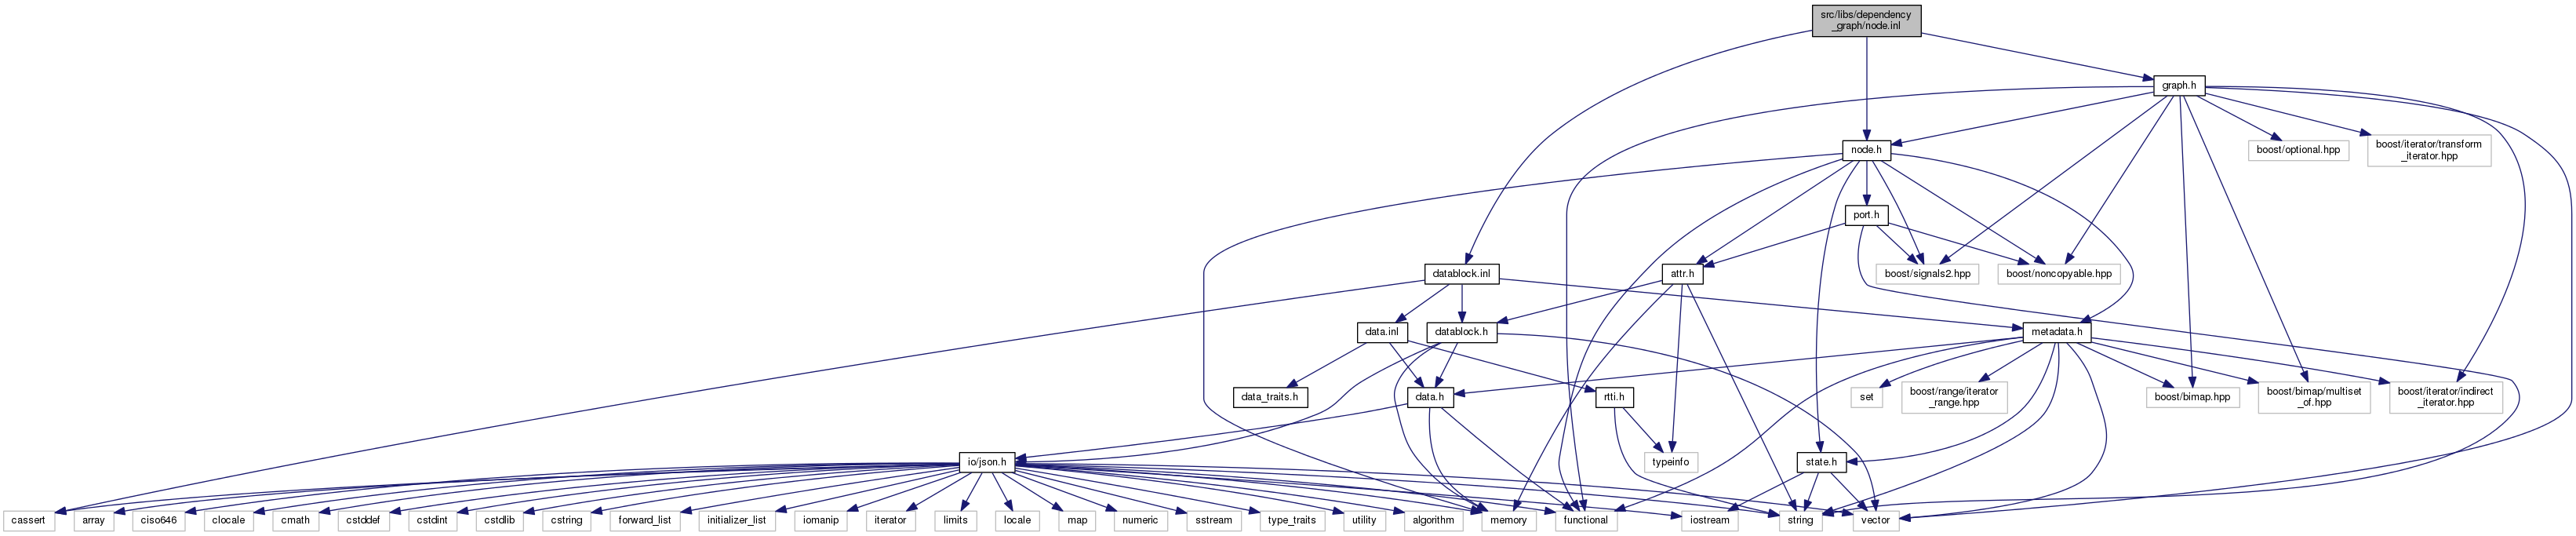 src/libs/dependency
_graph/node.inl
graph.h
node.h
boost/optional.hpp
boost/iterator/transform
_iterator.hpp
port.h
datablock.inl
attr.h
boost/signals2.hpp
boost/noncopyable.hpp
data.inl
datablock.h
metadata.h
data_traits.h
data.h
rtti.h
set
boost/range/iterator
_range.hpp
boost/bimap.hpp
boost/bimap/multiset
_of.hpp
boost/iterator/indirect
_iterator.hpp
io/json.h
typeinfo
state.h
cassert
array
ciso646
clocale
cmath
cstddef
cstdint
cstdlib
cstring
forward_list
initializer_list
iomanip
iterator
limits
locale
map
numeric
sstream
type_traits
utility
algorithm
memory
functional
iostream
string
vector